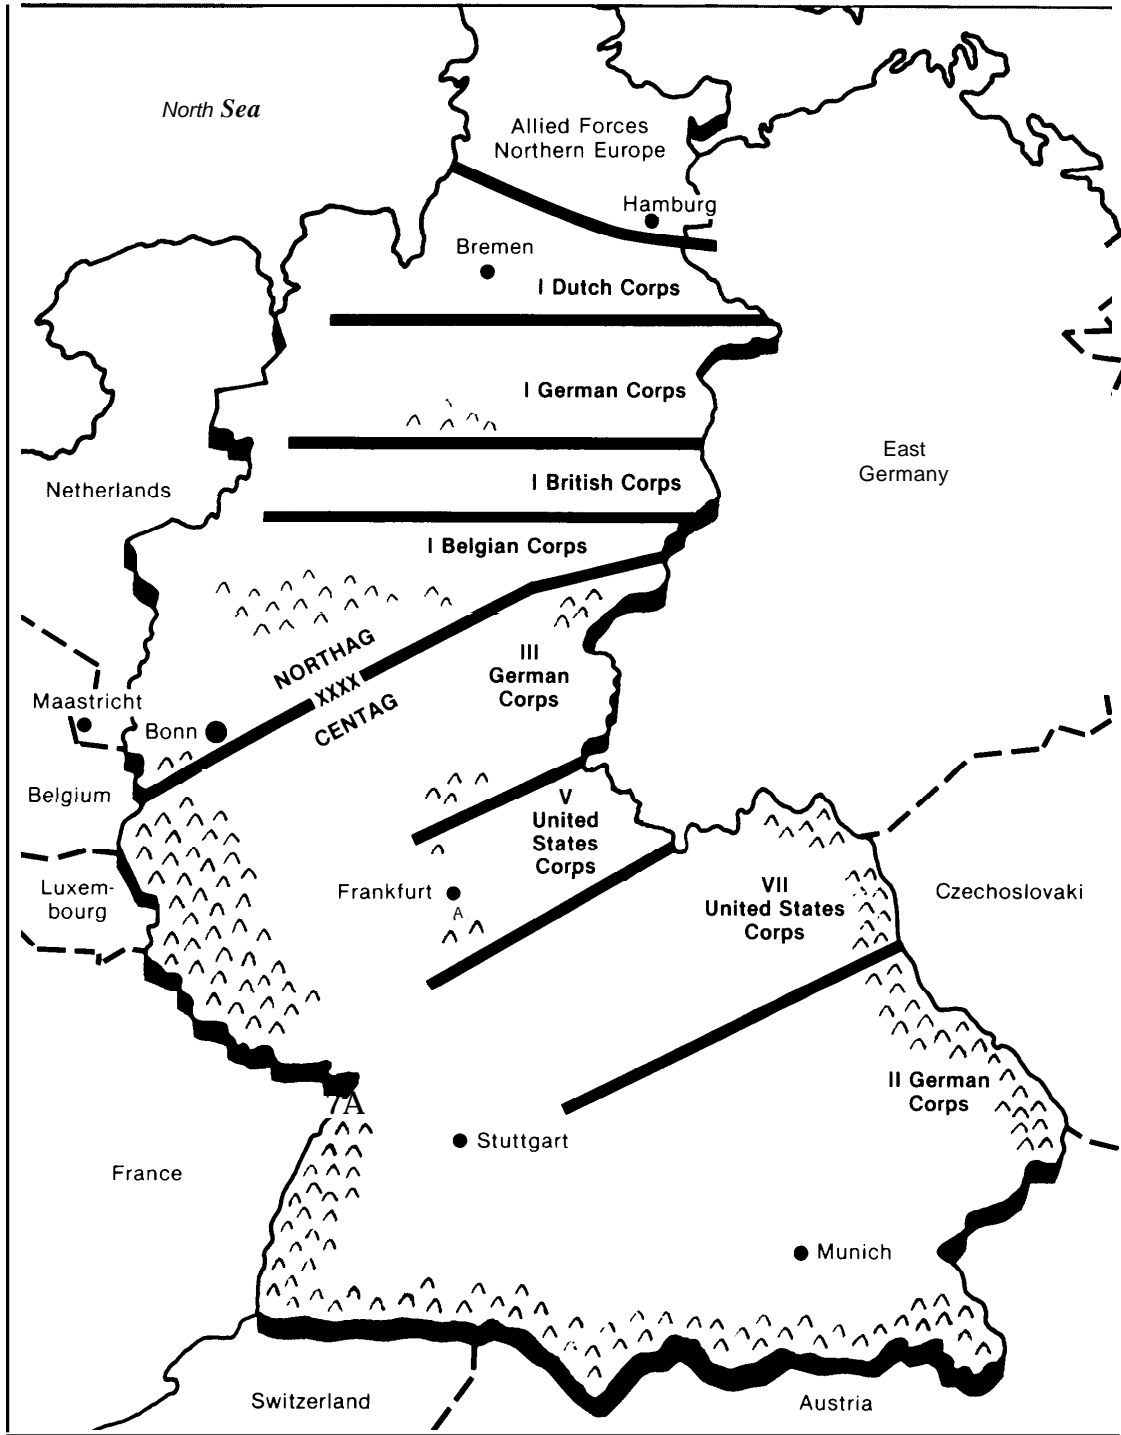 North Sea
Allied Forces
Northern Europe
Hamburg
Bremen
I Dutch Corps
I German Corps
East
Germany
I British Corps
Netherlands
I Belgian Corps
NORTHAG
XXXX
CENTAG
III
German
Corps
Maastricht
Bonn
Belgium
V
United
States
Corps
Luxem-
bourg
Frankfurt
A
VII
United States
Corps
Czechoslovaki
II German
Corps
7A
Stuttgart
France
Munich
Switzerland
Austria